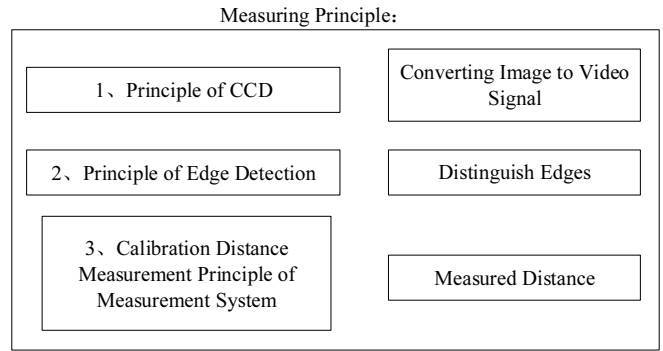 Measuring Principle：
1、Principle of CCD
Converting Image to Video
Signal
2、Principle of Edge Detection
Distinguish Edges
3、Calibration Distance
Measurement Principle of
Measurement System
Measured Distance